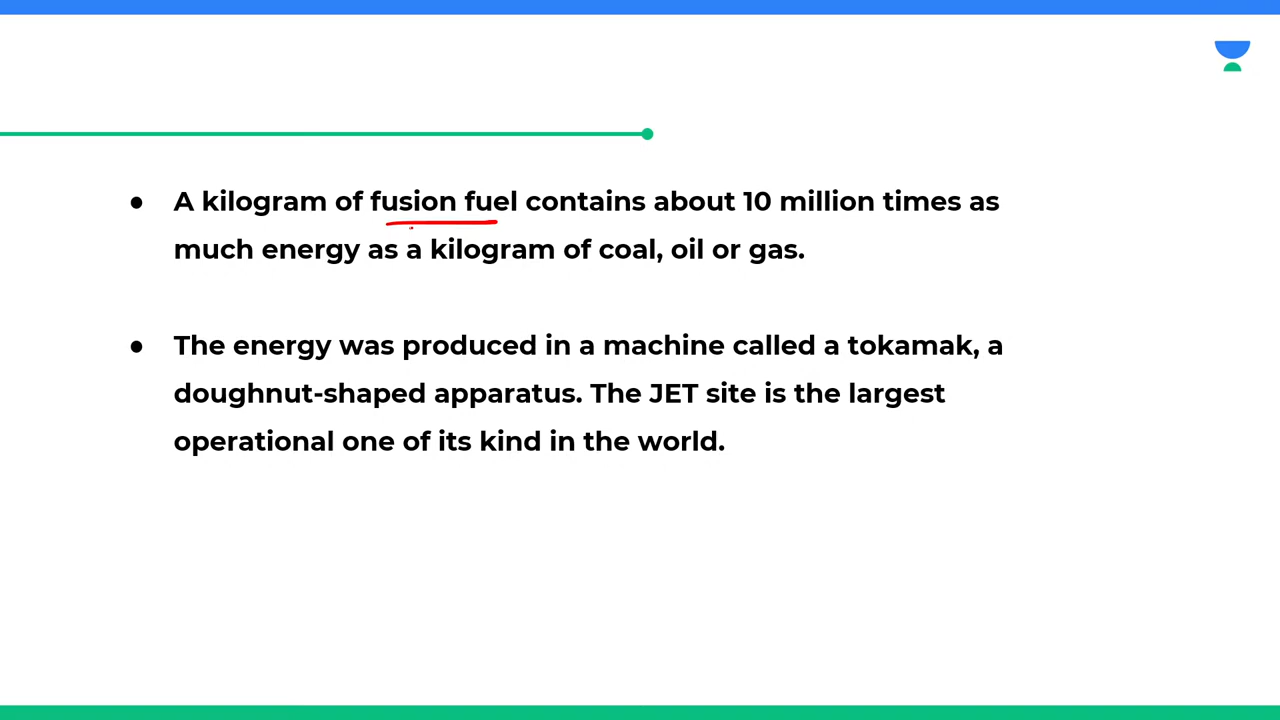 ● A kilogram of fusion fuel contains about 10 million times as
much energy as a kilogram of coal, oil or gas.
● The energy was produced in a machine called a tokamak, a
doughnut-shaped apparatus. The JET site is the largest
operational one of its kind in the world.